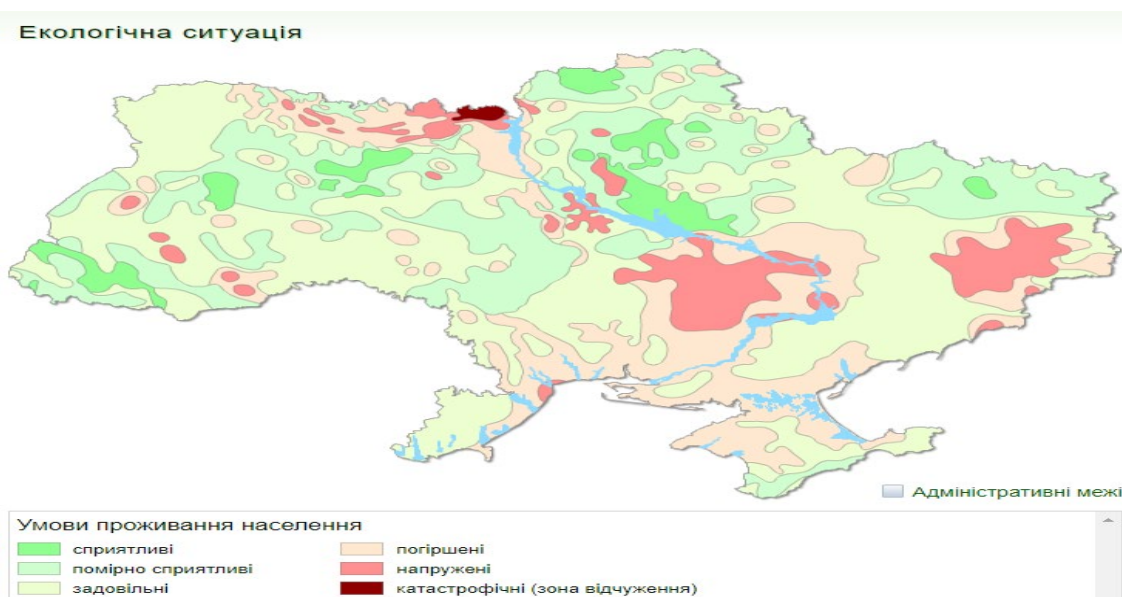 Екологічна ситуація
Адміністративні межі
Умови проживання населення
сприятливі
помірно сприятливі
задовільні
погіршені
напружені
катастрофічні (зона відчуження)